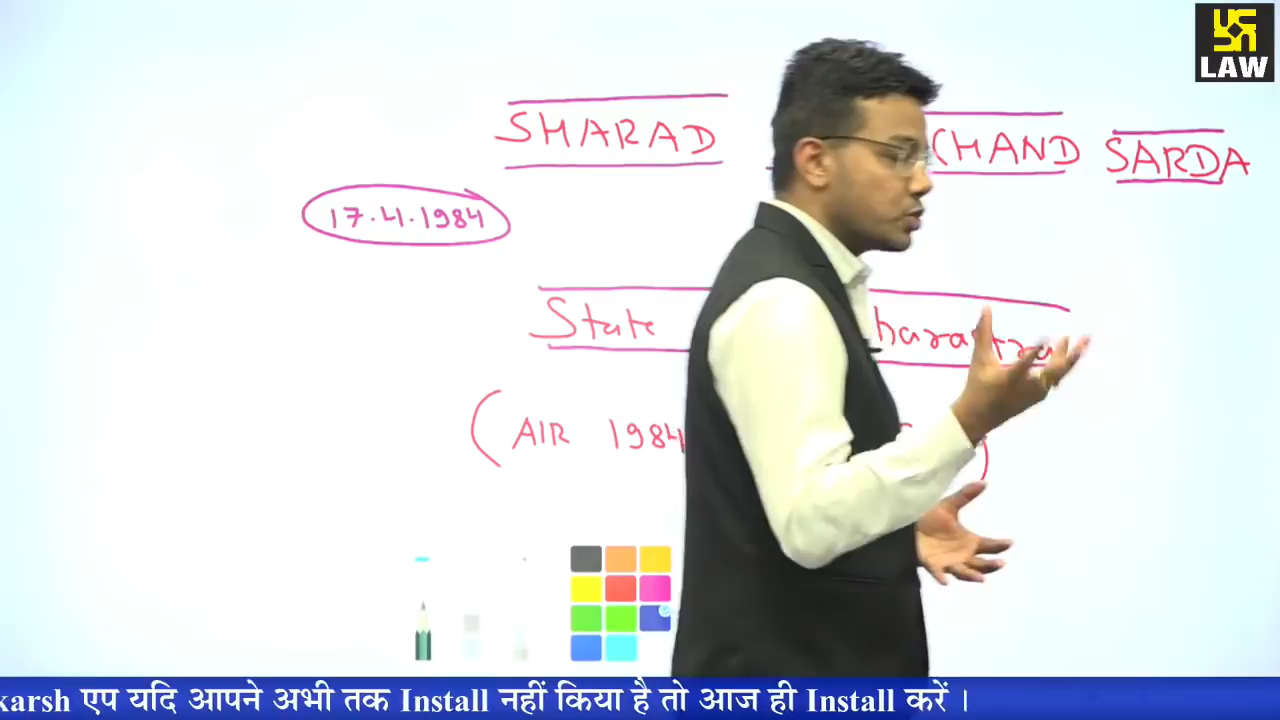 LAW
SHARAD CHAND SARDA
17.4.1984
State harastra
(AIR 1984 )
karsh एप यदि आपने अभी तक Install नहीं किया है तो आज ही Install करें ।